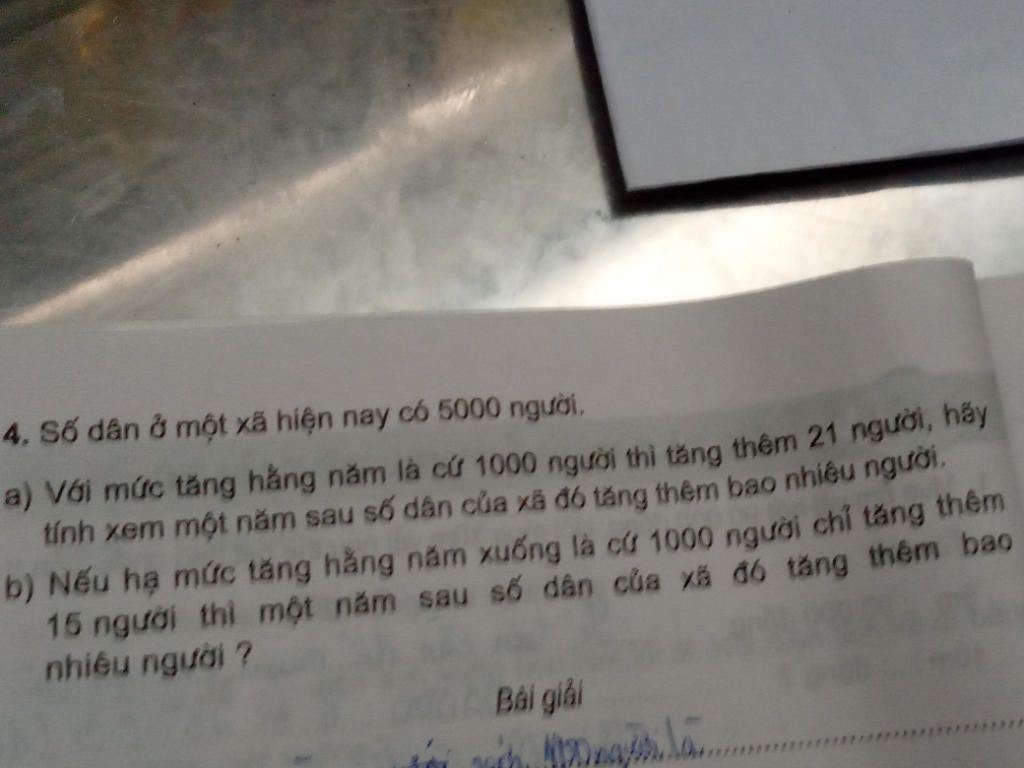 4. Số dân ở một xã hiện nay có 5000 người.
a) Với mức tăng hằng năm là cứ 1000 người thì tăng thêm 21 người, hãy
tính xem một năm sau số dân của xã đó tăng thêm bao nhiêu người.
b) Nếu hạ mức tăng hằng năm xuống là cứ 1000 người chỉ tăng thêm
15 người thì một năm sau số dân của xã đó tăng thêm bao
nhiêu người ?
Bài giải
người là